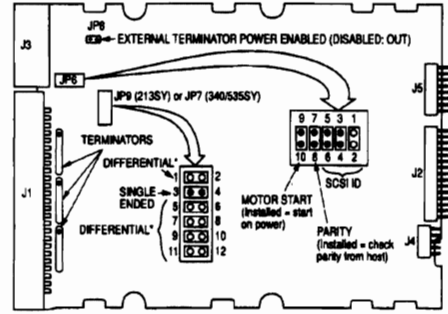 JP8
EXTERNAL TERMINATOR POWER ENABLED (DISABLED: OUT)
J3
JP6
J5
JP9 (213SY) or JP7 (340/535SY)
9 7 5 3 1
10 8 6 4 2
SCSI ID
TERMINATORS
DIFFERENTIAL*
1 2
SINGLE
ENDED
3 4
5 6
DIFFERENTIAL*
7 8
9 10
11 12
MOTOR START
(Installed = start
on power)
PARITY
(Installed = check
parity from host)
J1
J2
J4